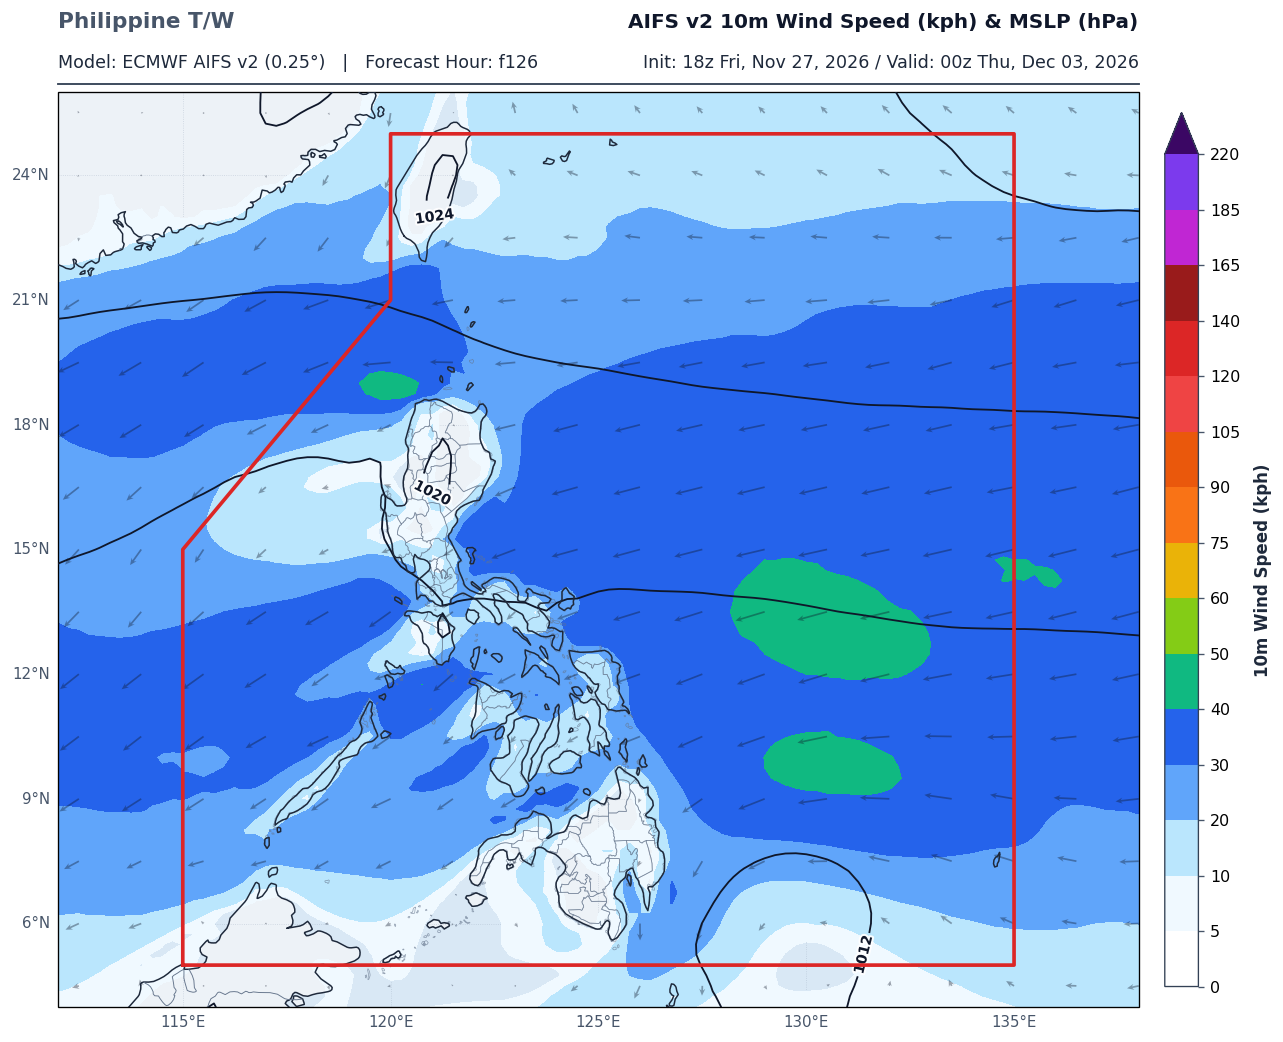 Philippine T/W
AIFS v2 10m Wind Speed (kph) & MSLP (hPa)
Model: ECMWF AIFS v2 (0.25°) | Forecast Hour: f126
Init: 18z Fri, Nov 27, 2026 / Valid: 00z Thu, Dec 03, 2026
24°N
21°N
18°N
15°N
12°N
9°N
6°N
115°E
120°E
125°E
130°E
135°E
1024
1020
1012
220
185
165
140
120
105
90
75
60
50
40
30
20
10
5
0
10m Wind Speed (kph)